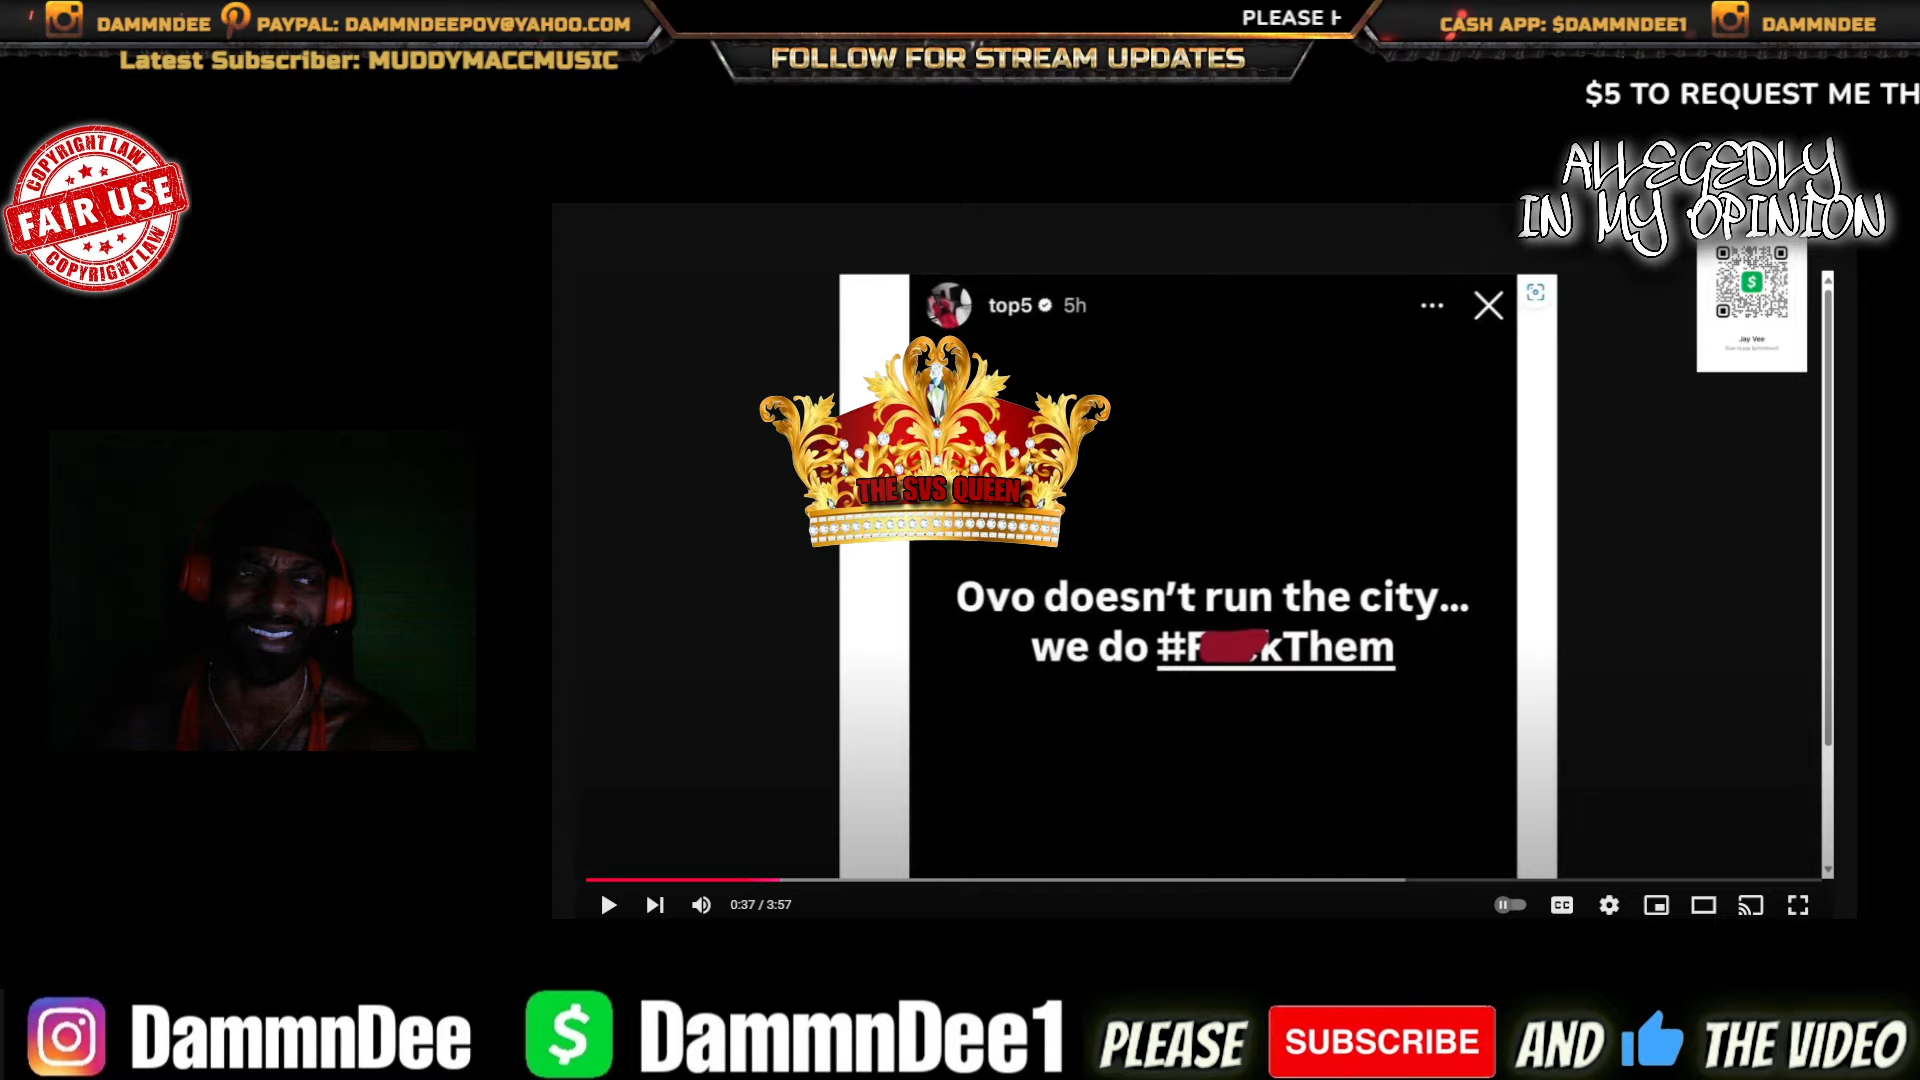 DAMMNDEE
PAYPAL: DAMMNDEEPOV@YAHOO.COM
PLEASE H
CASH APP: $DAMMNDEE1
DAMMNDEE
Latest Subscriber: MUDDYMACCMUSIC
FOLLOW FOR STREAM UPDATES
$5 TO REQUEST ME TH
COPYRIGHT LAW
FAIR USE
COPYRIGHT LAW
ALLEGEDLY
IN MY OPINION
top5 5h
$
Jay Vee
THE SVS QUEEN
Ovo doesn't run the city...
we do #F kThem
0:37 / 3:57
CC
DammnDee
$ DammnDee1
PLEASE SUBSCRIBE AND THE VIDEO